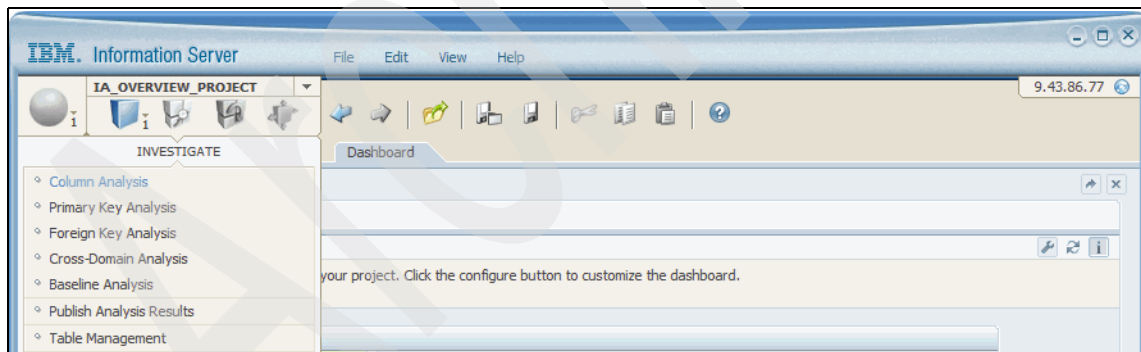 IBM. Information Server File Edit View Help
IA_OVERVIEW_PROJECT 9.43.86.77
INVESTIGATE Dashboard
Column Analysis
Primary Key Analysis
Foreign Key Analysis
Cross-Domain Analysis
your project. Click the configure button to customize the dashboard.
Baseline Analysis
Publish Analysis Results
Table Management